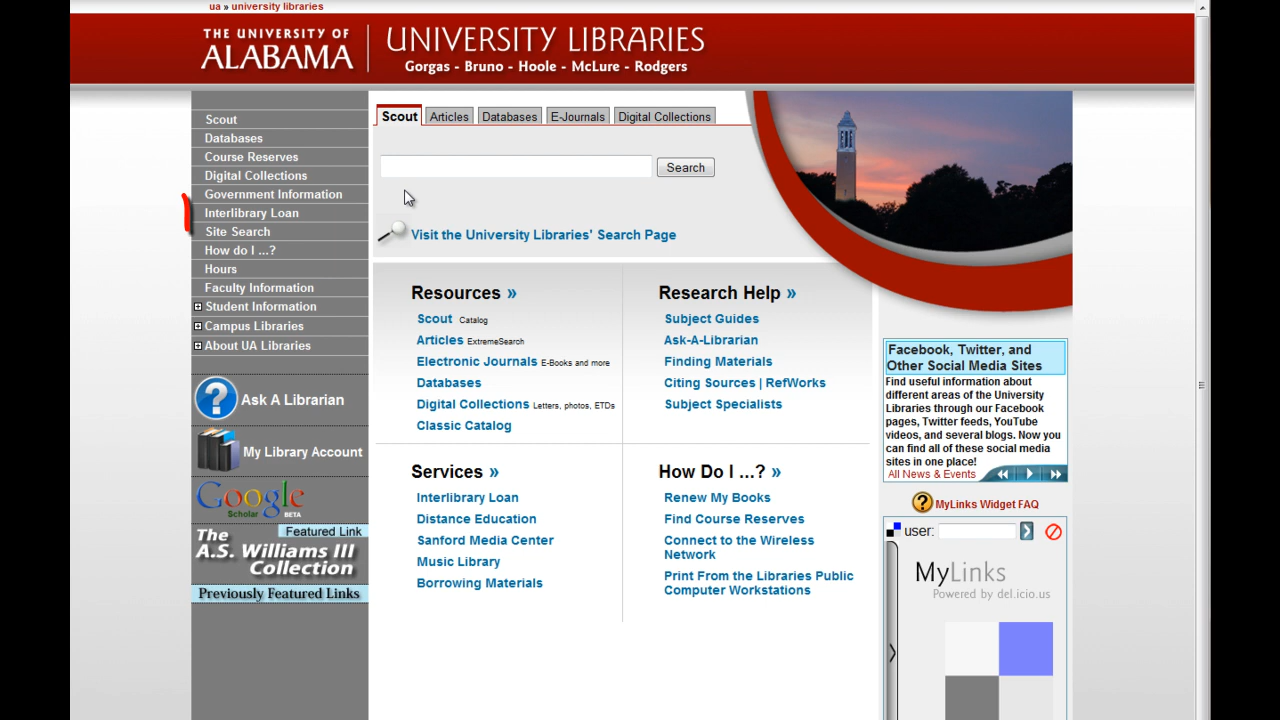 ua » university libraries
THE UNIVERSITY OF
ALABAMA
UNIVERSITY LIBRARIES
Gorgas - Bruno - Hoole - McLure - Rodgers
Scout
Databases
Course Reserves
Digital Collections
Government Information
Interlibrary Loan
Site Search
How do I ...?
Hours
Faculty Information
Student Information
Campus Libraries
About UA Libraries
Ask A Librarian
My Library Account
Google
Scholar BETA
Featured Link
The
A.S. Williams III
Collection
Previously Featured Links
Scout Articles Databases E-Journals Digital Collections
Search
Visit the University Libraries' Search Page
Resources »
Scout Catalog
Articles ExtremeSearch
Electronic Journals E-Books and more
Databases
Digital Collections Letters, photos, ETDs
Classic Catalog
Research Help »
Subject Guides
Ask-A-Librarian
Finding Materials
Citing Sources | RefWorks
Subject Specialists
Services »
Interlibrary Loan
Distance Education
Sanford Media Center
Music Library
Borrowing Materials
How Do I ...? »
Renew My Books
Find Course Reserves
Connect to the Wireless
Network
Print From the Libraries Public
Computer Workstations
Facebook, Twitter, and
Other Social Media Sites
Find useful information about
different areas of the University
Libraries through our Facebook
pages, Twitter feeds, YouTube
videos, and several blogs. Now you
can find all of these social media
sites in one place!
All News & Events
MyLinks Widget FAQ
user:
MyLinks
Powered by del.icio.us